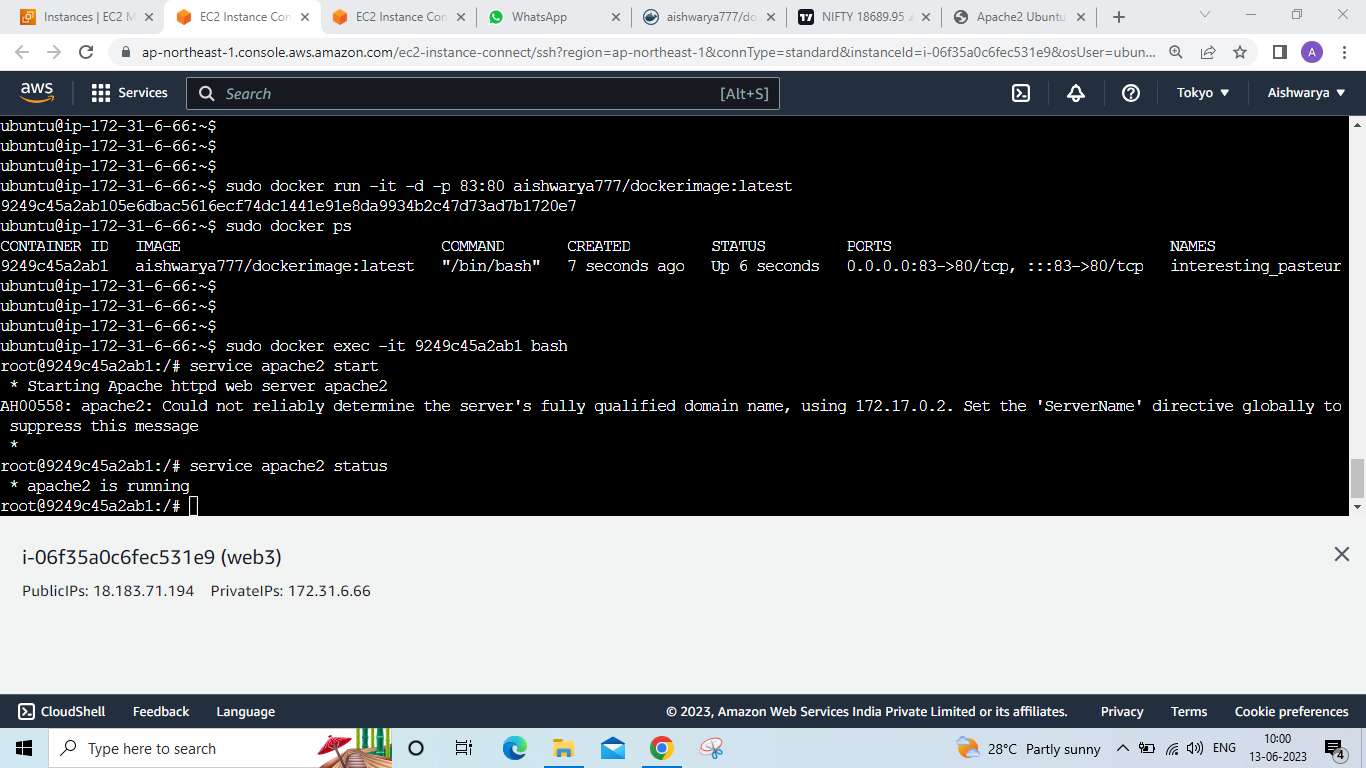 Instances | EC2 M
EC2 Instance Con
EC2 Instance Con
WhatsApp
aishwarya777/do
NIFTY 18689.95
Apache2 Ubuntu
ap-northeast-1.console.aws.amazon.com/ec2-instance-connect/ssh?region=ap-northeast-1&connType=standard&instanceId=i-06f35a0c6fec531e9&osUser=ubun...
A
aws
Services
Search
[Alt+S]
Tokyo
Aishwarya
ubuntu@ip-172-31-6-66:~$
ubuntu@ip-172-31-6-66:~$
ubuntu@ip-172-31-6-66:~$
ubuntu@ip-172-31-6-66:~$ sudo docker run -it -d -p 83:80 aishwarya777/dockerimage:latest
9249c45a2ab105e6dbac5616ecf74dc1441e91e8da9934b2c47d73ad7b1720e7
ubuntu@ip-172-31-6-66:~$ sudo docker ps
CONTAINER ID IMAGE COMMAND CREATED STATUS PORTS NAMES
9249c45a2ab1 aishwarya777/dockerimage:latest "/bin/bash" 7 seconds ago Up 6 seconds 0.0.0.0:83->80/tcp, :::83->80/tcp interesting_pasteur
ubuntu@ip-172-31-6-66:~$
ubuntu@ip-172-31-6-66:~$
ubuntu@ip-172-31-6-66:~$
ubuntu@ip-172-31-6-66:~$ sudo docker exec -it 9249c45a2ab1 bash
root@9249c45a2ab1:/# service apache2 start
* Starting Apache httpd web server apache2
AH00558: apache2: Could not reliably determine the server's fully qualified domain name, using 172.17.0.2. Set the 'ServerName' directive globally to
suppress this message
*
root@9249c45a2ab1:/# service apache2 status
* apache2 is running
root@9249c45a2ab1:/#
i-06f35a0c6fec531e9 (web3)
PublicIPs: 18.183.71.194 PrivateIPs: 172.31.6.66
CloudShell Feedback Language © 2023, Amazon Web Services India Private Limited or its affiliates. Privacy Terms Cookie preferences
Type here to search
28°C Partly sunny
ENG
10:00
13-06-2023
4